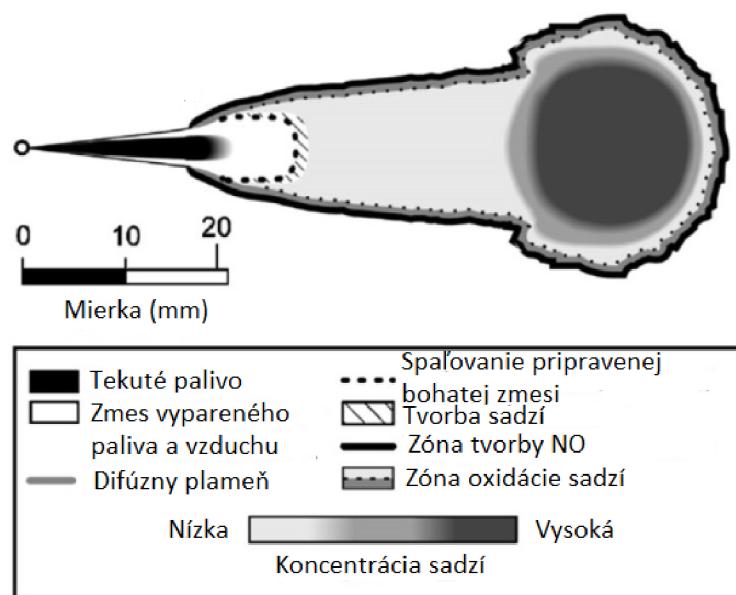 0 10 20
Mierka (mm)
Tekuté palivo
Zmes vypareného
paliva a vzduchu
Difúzny plameň
Spaľovanie pripravenej
bohatej zmesi
Tvorba sadzí
Zóna tvorby NO
Zóna oxidácie sadzí
Nízka
Vysoká
Koncentrácia sadzí